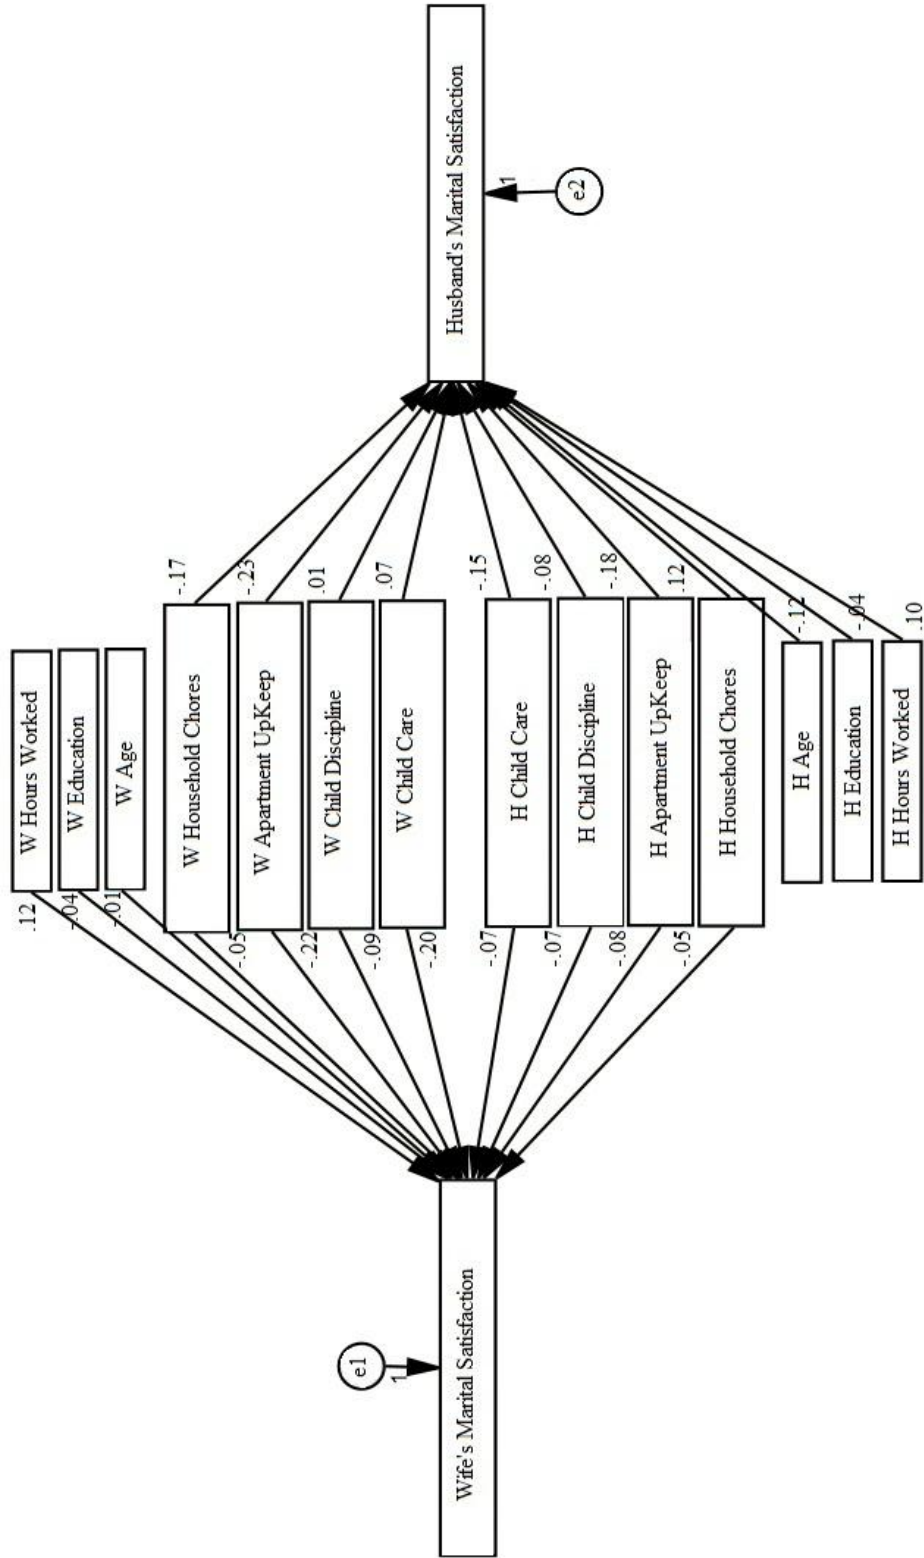 W Hours Worked
.12
W Education
-.04
W Age
-.01
W Household Chores
-.17
-.05
W Apartment UpKeep
-.23
-.22
W Child Discipline
.01
-.09
W Child Care
.07
-.20
e1
1
Wife's Marital Satisfaction
Husband's Marital Satisfaction
1
e2
H Child Care
-.15
-.07
H Child Discipline
-.08
-.07
H Apartment UpKeep
-.18
-.08
H Household Chores
.12
-.05
H Age
-.12
H Education
-.04
H Hours Worked
.10